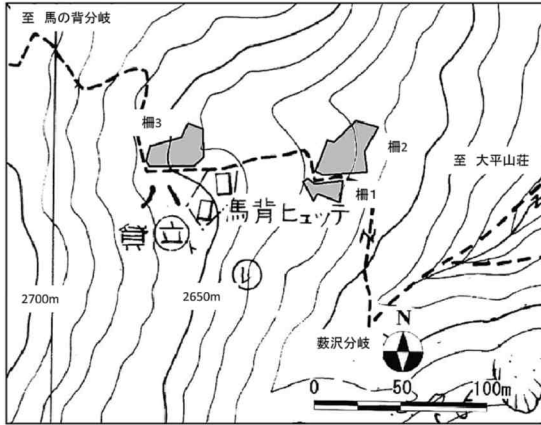 至 馬の背分岐
柵3
柵2
至 大平山荘
柵1
馬背ヒュッテ
2700m
2650m
N
薮沢分岐
0 50 100m